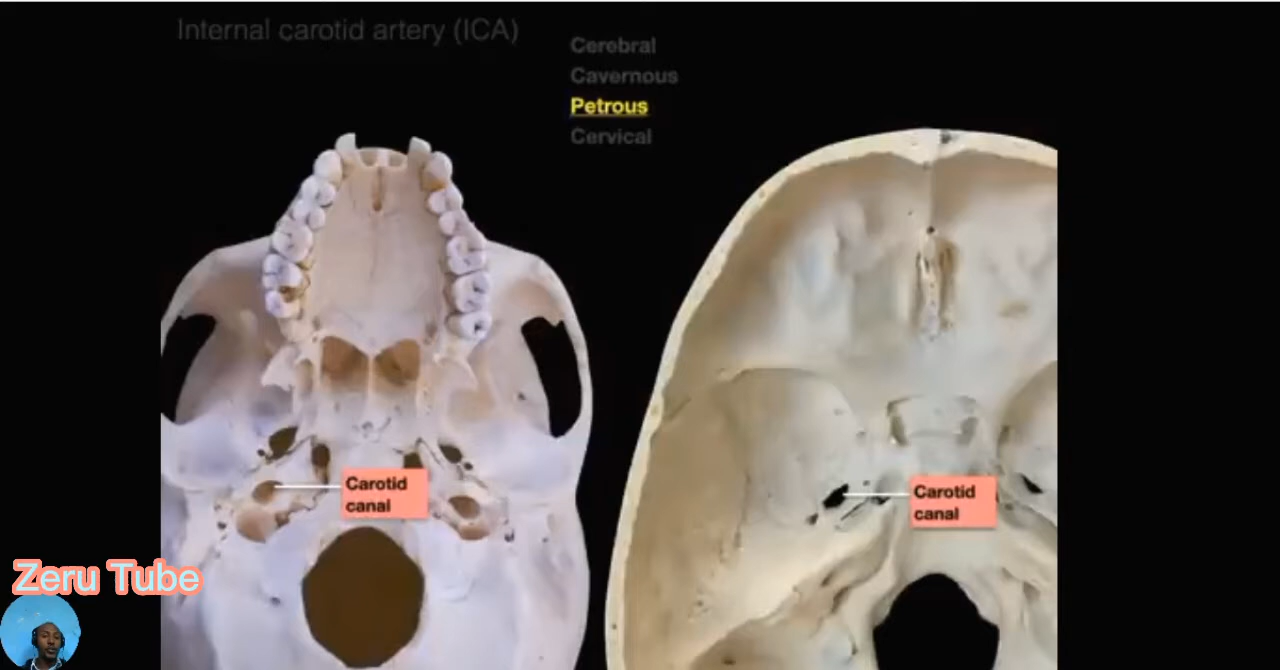 Internal carotid artery (ICA)
Cerebral
Cavernous
Petrous
Cervical
Carotid
canal
Carotid
canal
Zeru Tube